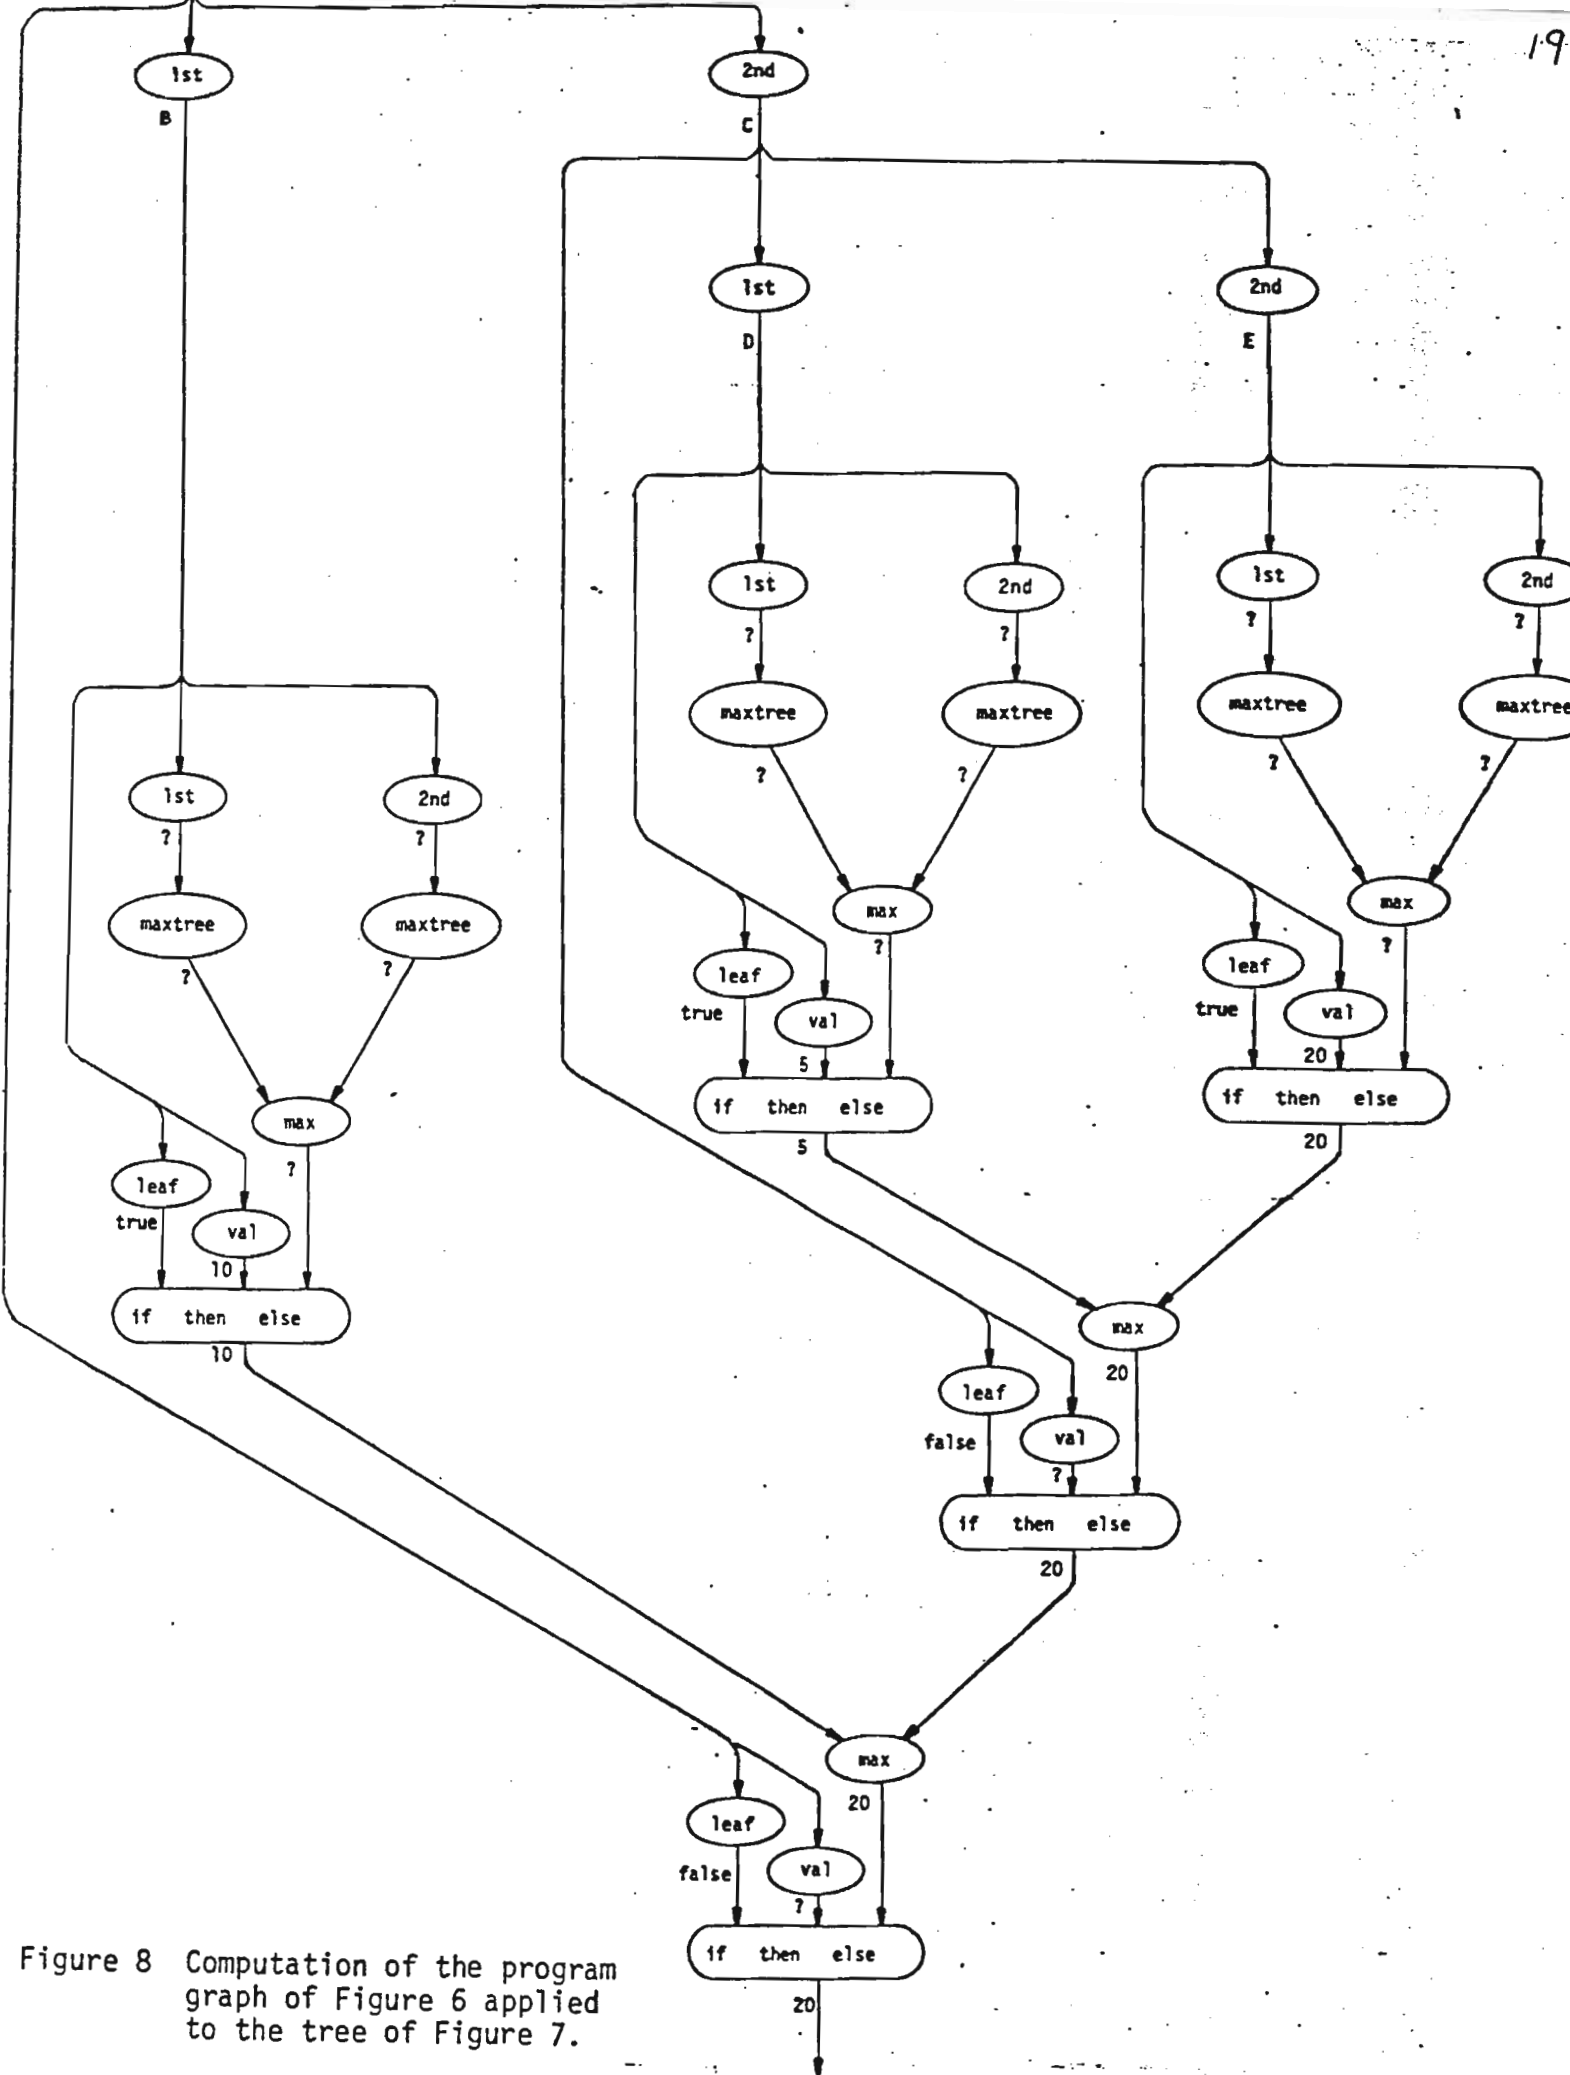 19
1st 2nd
B C
1st 2nd
D E
1st 2nd 1st 2nd
? ? ? ?
maxtree maxtree maxtree maxtree
? ? ? ?
1st 2nd
? ?
max max
? ?
maxtree maxtree
? ?
leaf leaf
true val true val
5 20
if then else if then else
5 20
max
?
leaf
true val
10
if then else
10
max
20
leaf
false val
?
if then else
20
max
20
leaf
false val
?
if then else
20
Figure 8 Computation of the program
graph of Figure 6 applied
to the tree of Figure 7.